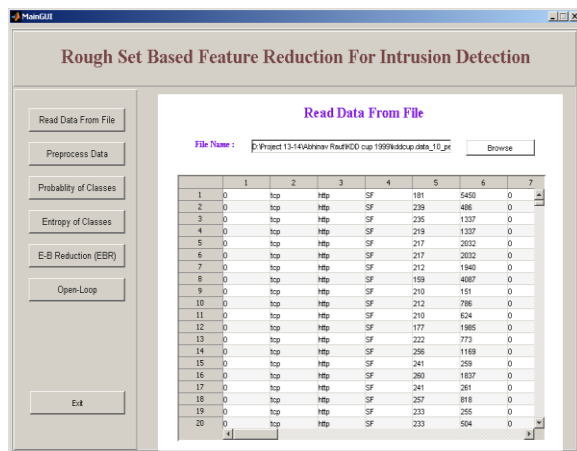 MainGUI
Rough Set Based Feature Reduction For Intrusion Detection
Read Data From File
Preprocess Data
Probablity of Classes
Entropy of Classes
E-B Reduction (EBR)
Open-Loop
Exit
Read Data From File
File Name : D:\Project 13-14\Abhinav Raut\KDD cup 1999\kddcup.data_10_pe Browse
1 2 3 4 5 6 7
1 0 tcp http SF 181 5450 0
2 0 tcp http SF 239 486 0
3 0 tcp http SF 235 1337 0
4 0 tcp http SF 219 1337 0
5 0 tcp http SF 217 2032 0
6 0 tcp http SF 217 2032 0
7 0 tcp http SF 212 1940 0
8 0 tcp http SF 159 4087 0
9 0 tcp http SF 210 151 0
10 0 tcp http SF 212 786 0
11 0 tcp http SF 210 624 0
12 0 tcp http SF 177 1985 0
13 0 tcp http SF 222 773 0
14 0 tcp http SF 256 1169 0
15 0 tcp http SF 241 259 0
16 0 tcp http SF 260 1837 0
17 0 tcp http SF 241 261 0
18 0 tcp http SF 257 818 0
19 0 tcp http SF 233 255 0
20 0 tcp http SF 233 504 0